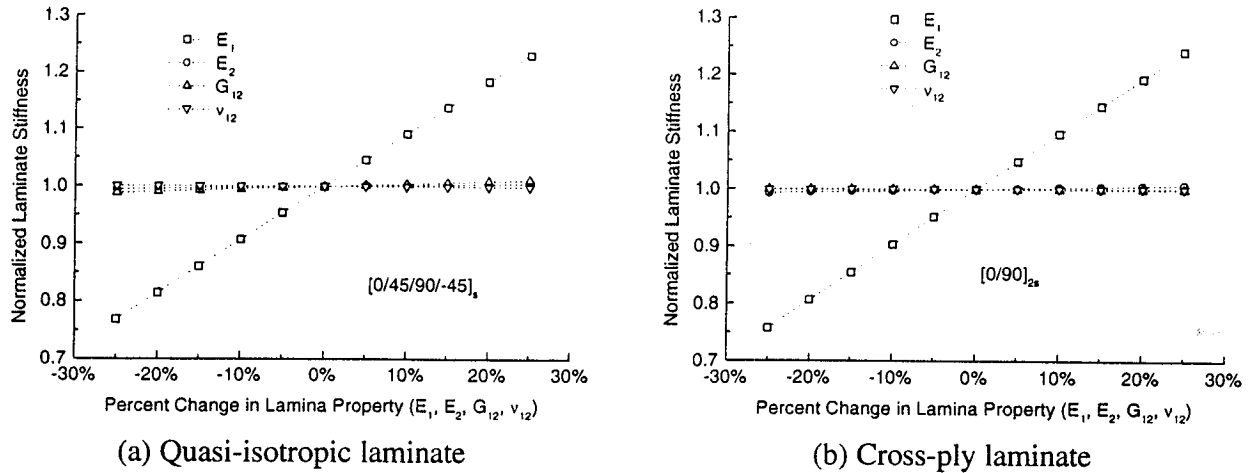 1.3
1.2
1.1
1.0
0.9
0.8
0.7
Normalized Laminate Stiffness
E₁
E₂
G₁₂
ν₁₂
[0/45/90/-45]ₛ
-30% -20% -10% 0% 10% 20% 30%
Percent Change in Lamina Property (E₁, E₂, G₁₂, ν₁₂)
(a) Quasi-isotropic laminate
1.3
1.2
1.1
1.0
0.9
0.8
0.7
Normalized Laminate Stiffness
E₁
E₂
G₁₂
ν₁₂
[0/90]₂ₛ
-30% -20% -10% 0% 10% 20% 30%
Percent Change in Lamina Property (E₁, E₂, G₁₂, ν₁₂)
(b) Cross-ply laminate